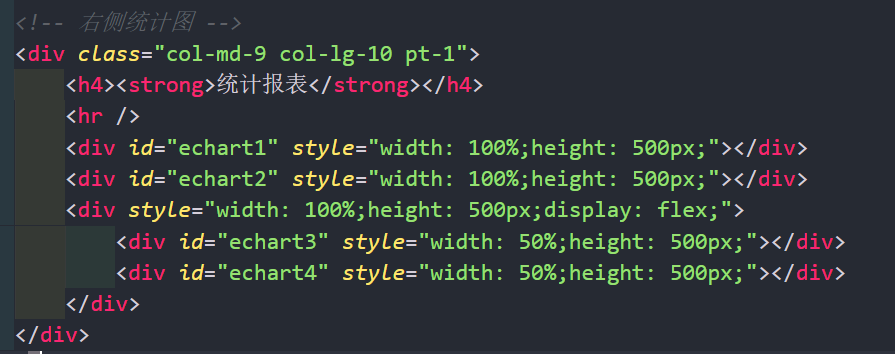 <!-- 右侧统计图 -->
<div class="col-md-9 col-lg-10 pt-1">
<h4><strong>统计报表</strong></h4>
<hr />
<div id="echart1" style="width: 100%;height: 500px;"></div>
<div id="echart2" style="width: 100%;height: 500px;"></div>
<div style="width: 100%;height: 500px;display: flex;">
<div id="echart3" style="width: 50%;height: 500px;"></div>
<div id="echart4" style="width: 50%;height: 500px;"></div>
</div>
</div>